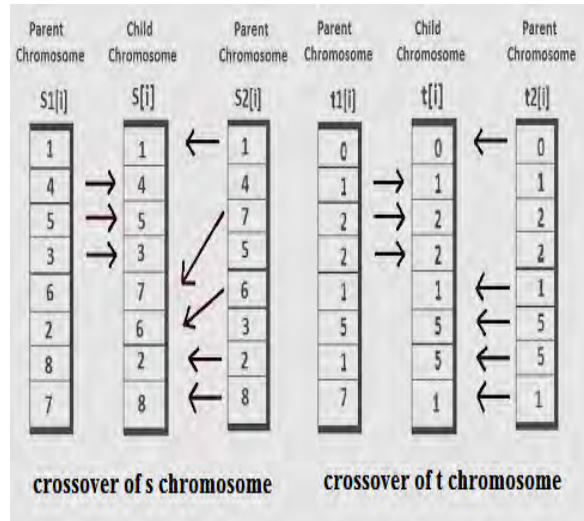 Parent Child Parent Parent Child Parent
Chromosome Chromosome Chromosome Chromosome Chromosome Chromosome
S1[i] S[i] S2[i] t1[i] t[i] t2[i]
1 1 1 0 0 0
4 4 4 1 1 1
5 5 7 2 2 2
3 3 5 2 2 2
6 7 6 1 1 1
2 6 3 5 5 5
8 2 2 1 5 5
7 8 8 7 1 1
crossover of s chromosome crossover of t chromosome